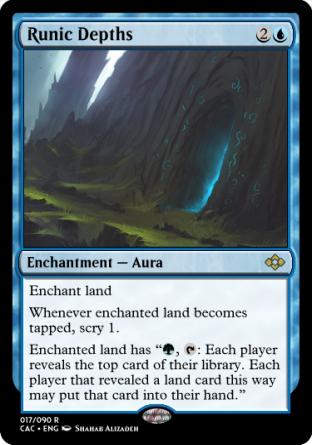 Runic Depths 2
Enchantment — Aura
Enchant land
Whenever enchanted land becomes
tapped, scry 1.
Enchanted land has “, : Each player
reveals the top card of their library. Each
player that revealed a land card this way
may put that card into their hand.”
017/090 R
CAC • ENG Shahab Alizadeh